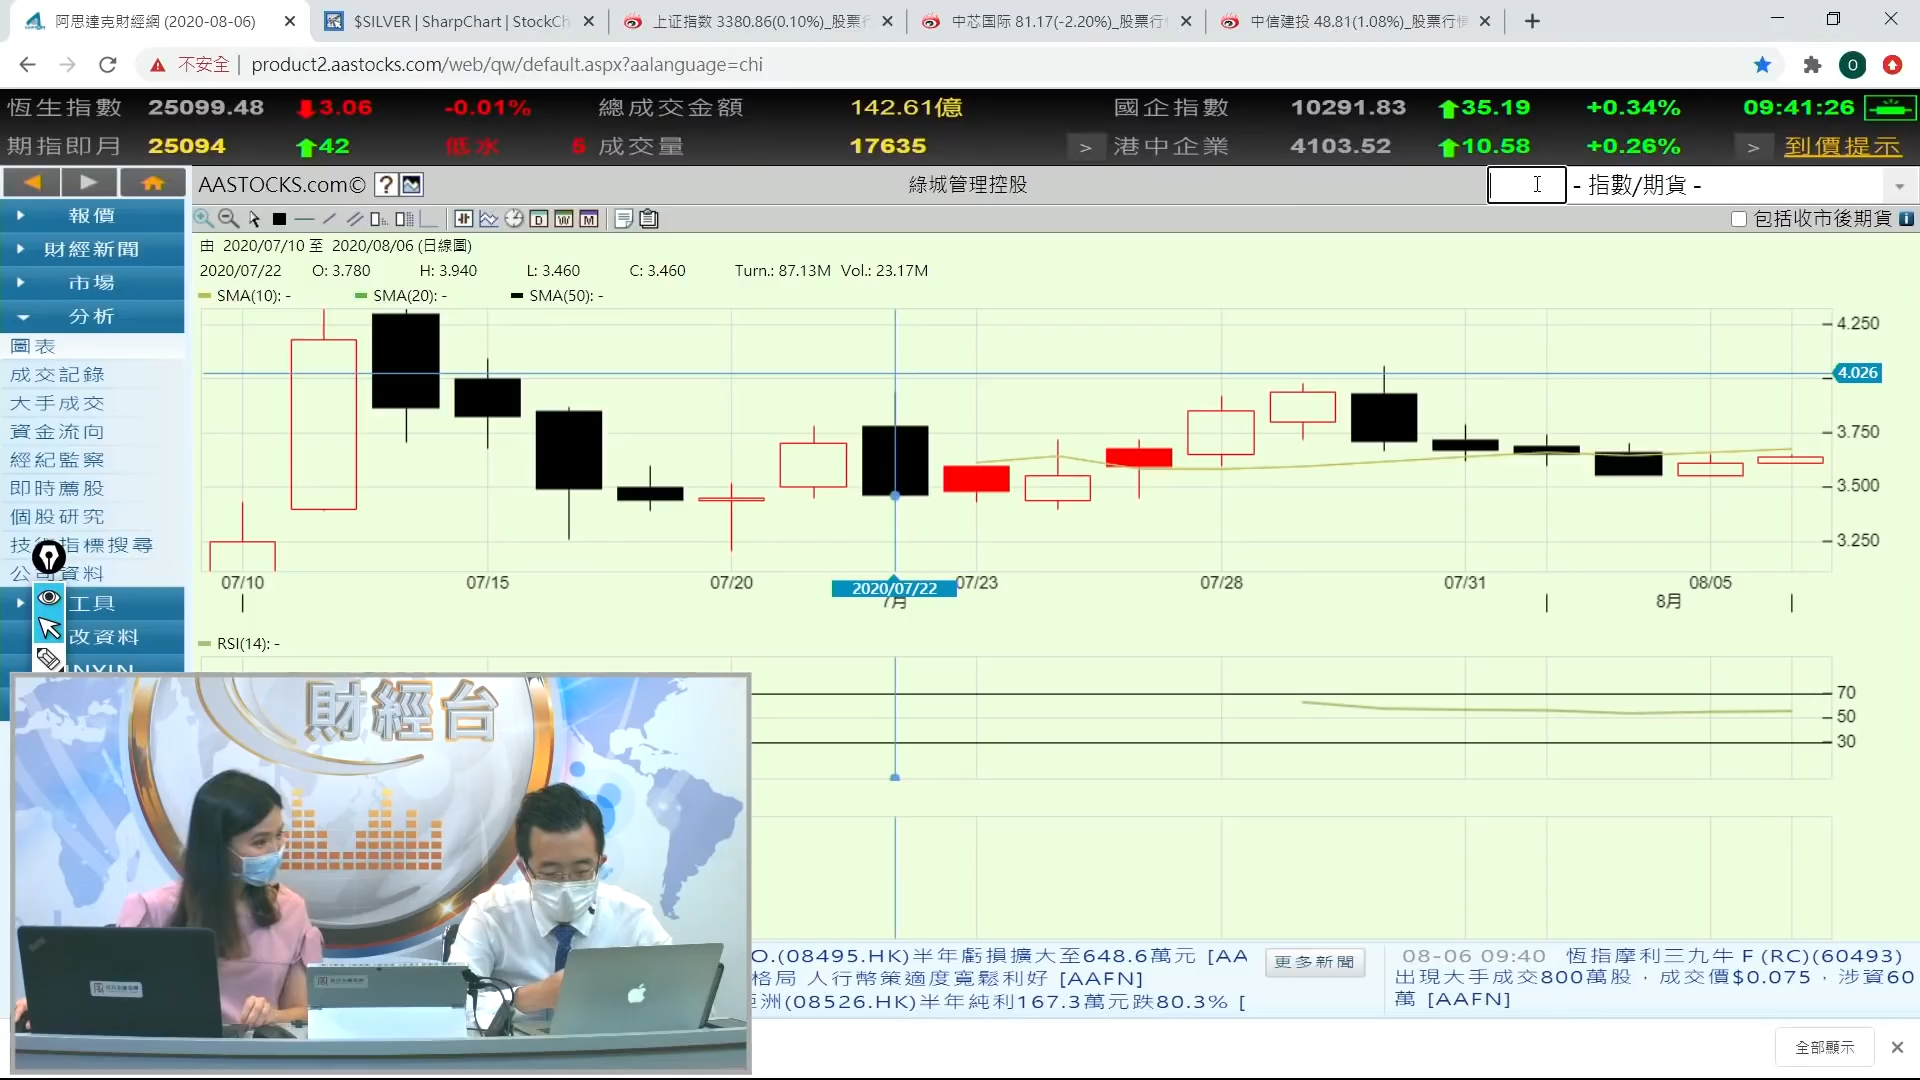 阿思達克財經網 (2020-08-06)
$SILVER | SharpChart | StockCh
上证指数 3380.86(0.10%)_股票行
中芯国际 81.17(-2.20%)_股票行
中信建投 48.81(1.08%)_股票行情
不安全 | product2.aastocks.com/web/qw/default.aspx?aalanguage=chi
恆生指數 25099.48 3.06 -0.01% 總成交金額 142.61億 國企指數 10291.83 35.19 +0.34% 09:41:26
期指即月 25094 42 低水 5 成交量 17635 > 港中企業 4103.52 10.58 +0.26% > 到價提示
AASTOCKS.com© ? 綠城管理控股 - 指數/期貨 -
報價
財經新聞
市場
分析
圖表
成交記錄
大手成交
資金流向
經紀監察
即時薦股
個股研究
技術指標搜尋
公司資料
工具
改資料
D W M
包括收市後期貨 i
由 2020/07/10 至 2020/08/06 (日線圖)
2020/07/22 O: 3.780 H: 3.940 L: 3.460 C: 3.460 Turn.: 87.13M Vol.: 23.17M
SMA(10): - SMA(20): - SMA(50): -
4.250
4.026
3.750
3.500
3.250
07/10 07/15 07/20 2020/07/22 07/23 07/28 07/31 08/05
7月 8月
RSI(14): -
70
50
30
財經台
O.(08495.HK)半年虧損擴大至648.6萬元 [AA
格局 人行幣策適度寬鬆利好 [AAFN]
洲(08526.HK)半年純利167.3萬元跌80.3% [
更多新聞
08-06 09:40 恆指摩利三九牛 F (RC)(60493)
出現大手成交800萬股，成交價$0.075，涉資60
萬 [AAFN]
全部顯示